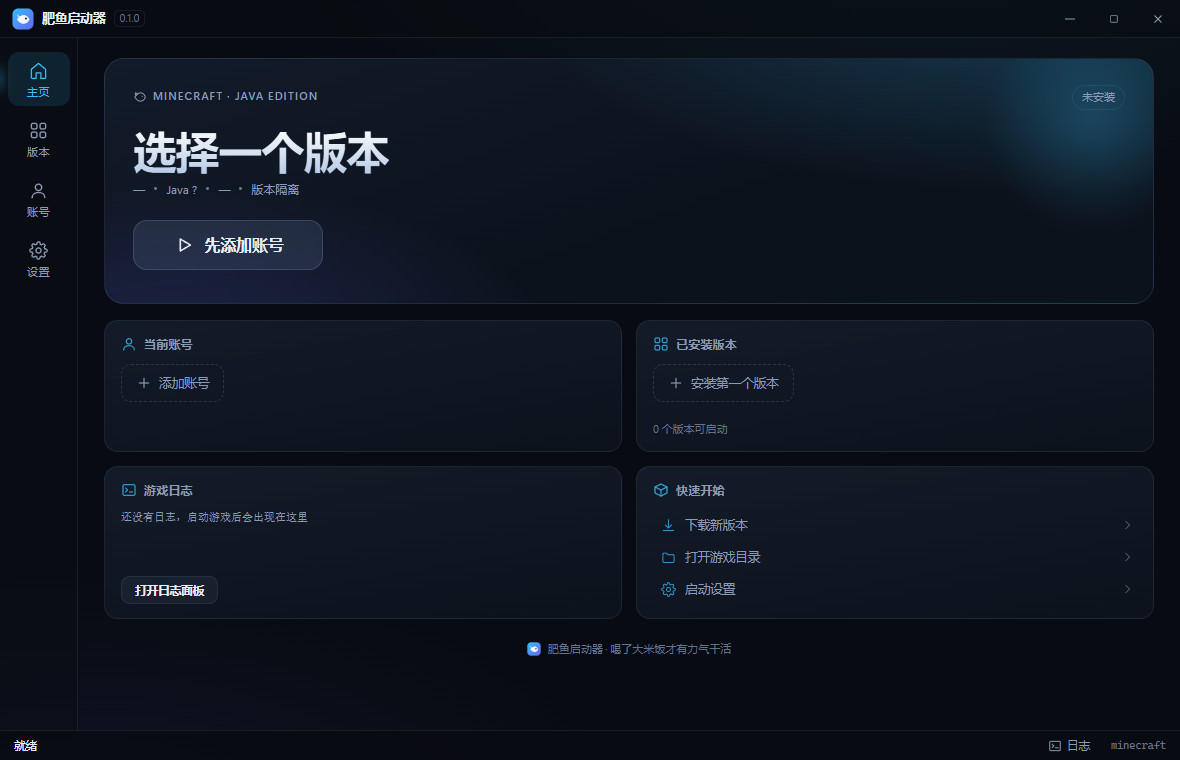 肥鱼启动器 0.1.0
主页
版本
账号
设置
MINECRAFT · JAVA EDITION
未安装
选择一个版本
— • Java ? • — • 版本隔离
先添加账号
当前账号
添加账号
已安装版本
安装第一个版本
0 个版本可启动
游戏日志
还没有日志，启动游戏后会出现在这里
打开日志面板
快速开始
下载新版本
打开游戏目录
启动设置
肥鱼启动器 · 喝了大米饭才有力气干活
就绪
日志 minecraft